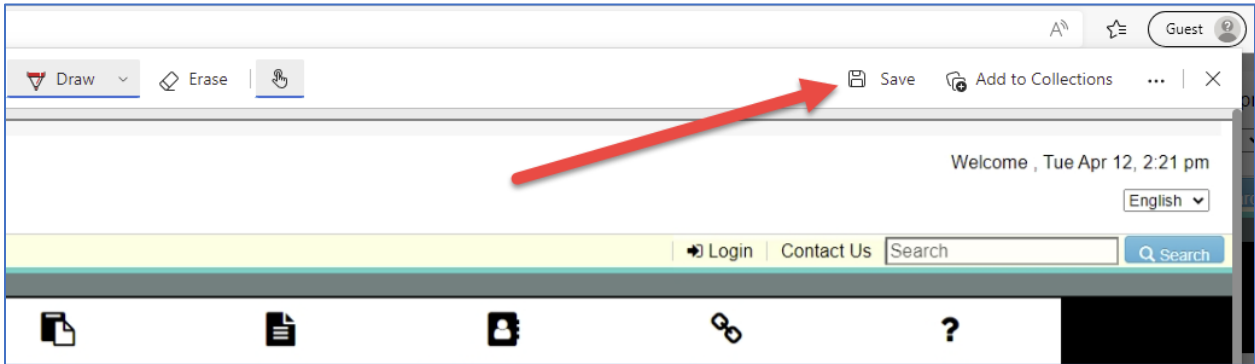 Guest
Draw Erase Save Add to Collections ...
Welcome , Tue Apr 12, 2:21 pm
English
Login Contact Us Search Search
?